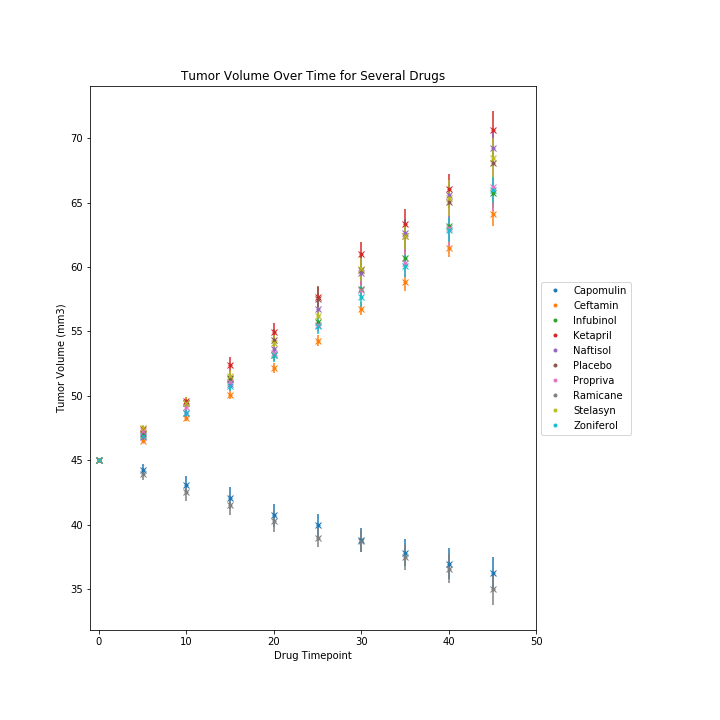 Tumor Volume Over Time for Several Drugs
Tumor Volume (mm3)
70
65
60
55
50
45
40
35
0 10 20 30 40 50
Drug Timepoint
Capomulin
Ceftamin
Infubinol
Ketapril
Naftisol
Placebo
Propriva
Ramicane
Stelasyn
Zoniferol